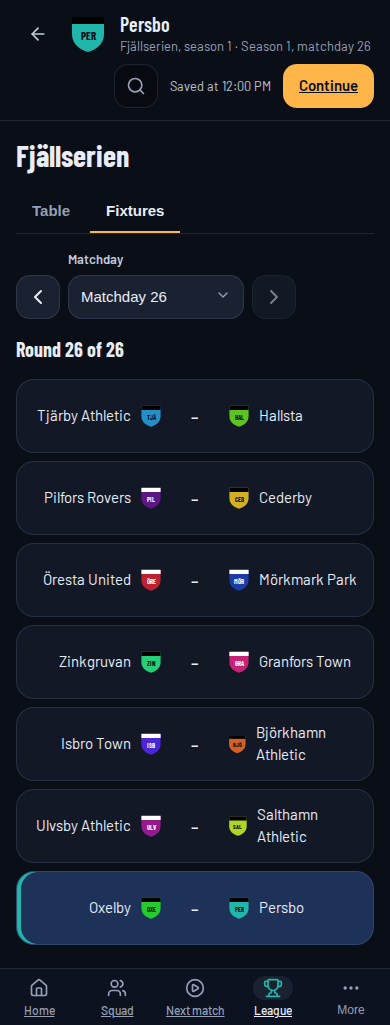 PER
Persbo
Fjällserien, season 1 · Season 1, matchday 26
Saved at 12:00 PM
Continue
Fjällserien
Table
Fixtures
Matchday
Matchday 26
Round 26 of 26
Tjärby Athletic TJÄ – HAL Hallsta
Pilfors Rovers PIL – CED Cederby
Öresta United ÖRE – MÖR Mörkmark Park
Zinkgruvan ZIN – GRA Granfors Town
Isbro Town ISB – BJÖ Björkhamn
Athletic
Ulvsby Athletic ULV – SAL Salthamn
Athletic
Oxelby OXE – PER Persbo
Home
Squad
Next match
League
More